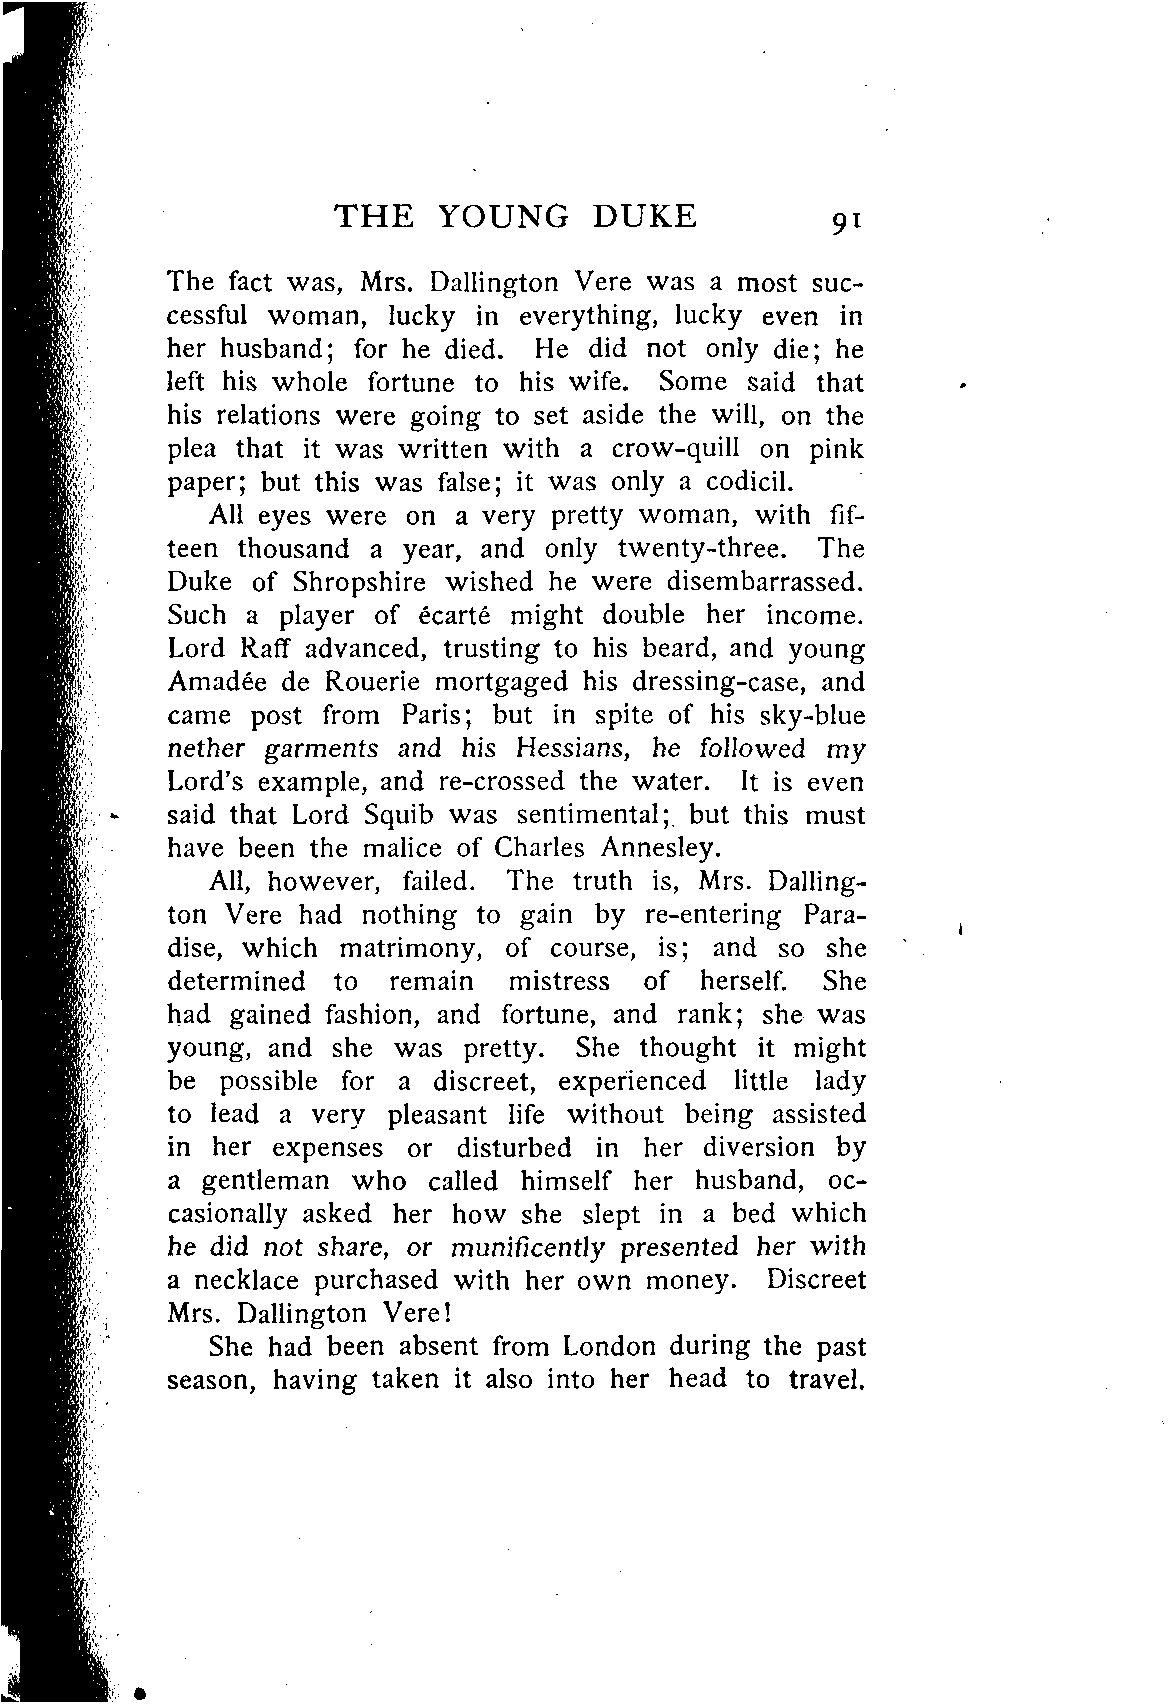 THE YOUNG DUKE 91
The fact was, Mrs. Dallington Vere was a most suc-
cessful woman, lucky in everything, lucky even in
her husband; for he died. He did not only die; he
left his whole fortune to his wife. Some said that
his relations were going to set aside the will, on the
plea that it was written with a crow-quill on pink
paper; but this was false; it was only a codicil.
All eyes were on a very pretty woman, with fif-
teen thousand a year, and only twenty-three. The
Duke of Shropshire wished he were disembarrassed.
Such a player of écarté might double her income.
Lord Raff advanced, trusting to his beard, and young
Amadée de Rouerie mortgaged his dressing-case, and
came post from Paris; but in spite of his sky-blue
nether garments and his Hessians, he followed my
Lord's example, and re-crossed the water. It is even
said that Lord Squib was sentimental; but this must
have been the malice of Charles Annesley.
All, however, failed. The truth is, Mrs. Dalling-
ton Vere had nothing to gain by re-entering Para-
dise, which matrimony, of course, is; and so she
determined to remain mistress of herself. She
had gained fashion, and fortune, and rank; she was
young, and she was pretty. She thought it might
be possible for a discreet, experienced little lady
to lead a very pleasant life without being assisted
in her expenses or disturbed in her diversion by
a gentleman who called himself her husband, oc-
casionally asked her how she slept in a bed which
he did not share, or munificently presented her with
a necklace purchased with her own money. Discreet
Mrs. Dallington Vere!
She had been absent from London during the past
season, having taken it also into her head to travel.